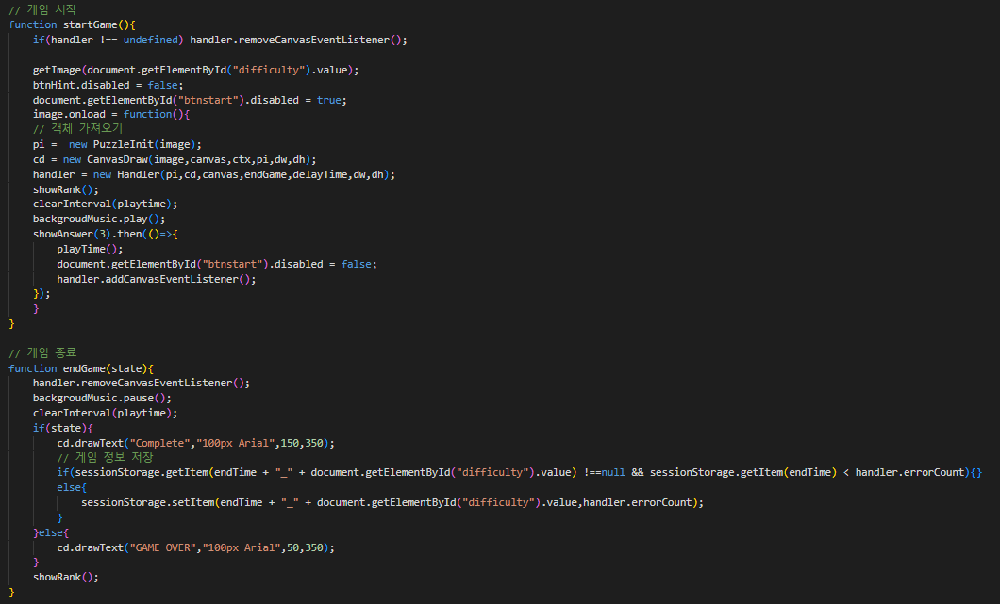 // 게임 시작
function startGame(){
    if(handler !== undefined) handler.removeCanvasEventListener();

    getImage(document.getElementById("difficulty").value);
    btnHint.disabled = false;
    document.getElementById("btnstart").disabled = true;
    image.onload = function(){
    // 객체 가져오기
    pi =  new PuzzleInit(image);
    cd = new CanvasDraw(image,canvas,ctx,pi,dw,dh);
    handler = new Handler(pi,cd,canvas,endGame,delayTime,dw,dh);
    showRank();
    clearInterval(playtime);
    backgroudMusic.play();
    showAnswer(3).then(()=>{
        playTime();
        document.getElementById("btnstart").disabled = false;
        handler.addCanvasEventListener();
    });
    }
}

// 게임 종료
function endGame(state){
    handler.removeCanvasEventListener();
    backgroudMusic.pause();
    clearInterval(playtime);
    if(state){
        cd.drawText("Complete","100px Arial",150,350);
        // 게임 정보 저장
        if(sessionStorage.getItem(endTime + "_" + document.getElementById("difficulty").value) !==null && sessionStorage.getItem(endTime) < handler.errorCount){}
        else{
            sessionStorage.setItem(endTime + "_" + document.getElementById("difficulty").value,handler.errorCount);
        }
    }else{
        cd.drawText("GAME OVER","100px Arial",50,350);
    }
    showRank();
}